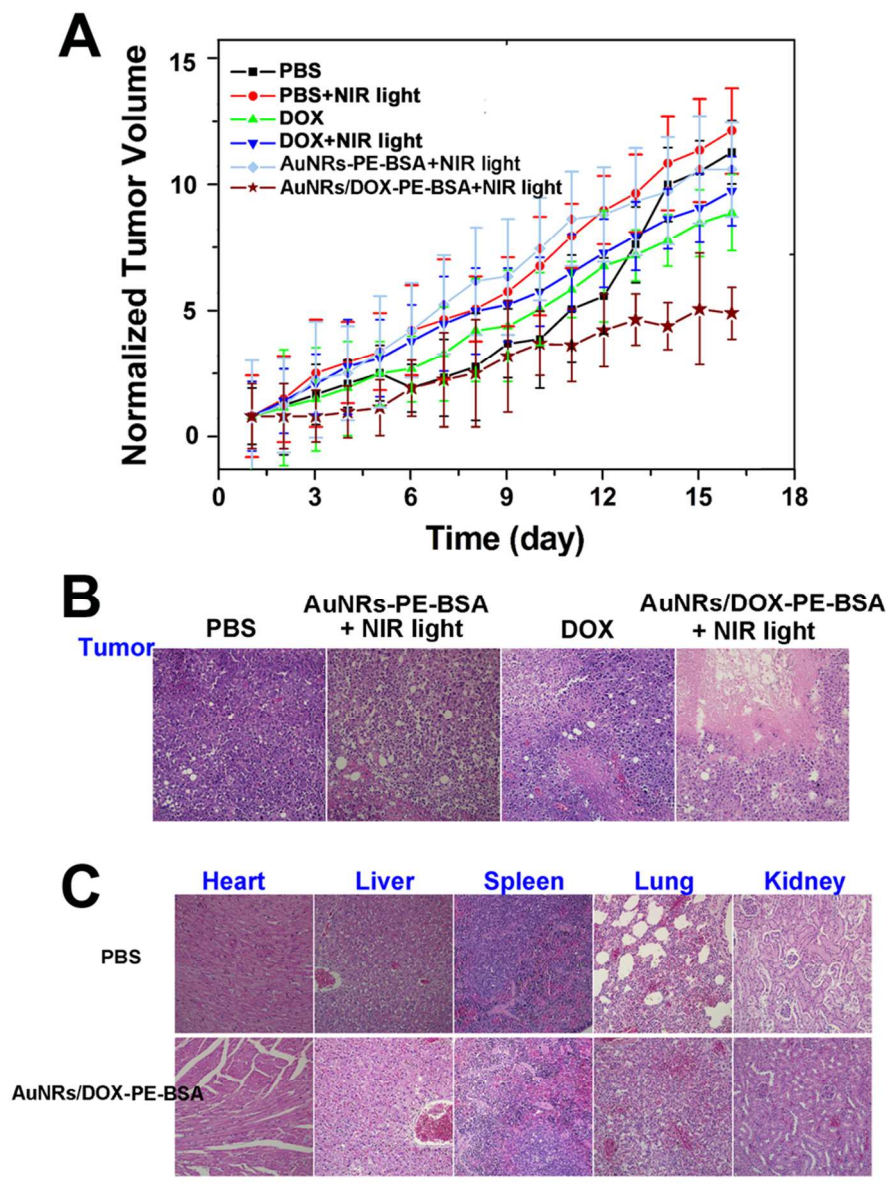 A
Normalized Tumor Volume
15
10
5
0
PBS
PBS+NIR light
DOX
DOX+NIR light
AuNRs-PE-BSA+NIR light
AuNRs/DOX-PE-BSA+NIR light
0 3 6 9 12 15 18
Time (day)
B
Tumor
PBS
AuNRs-PE-BSA
+ NIR light
DOX
AuNRs/DOX-PE-BSA
+ NIR light
C
Heart Liver Spleen Lung Kidney
PBS
AuNRs/DOX-PE-BSA